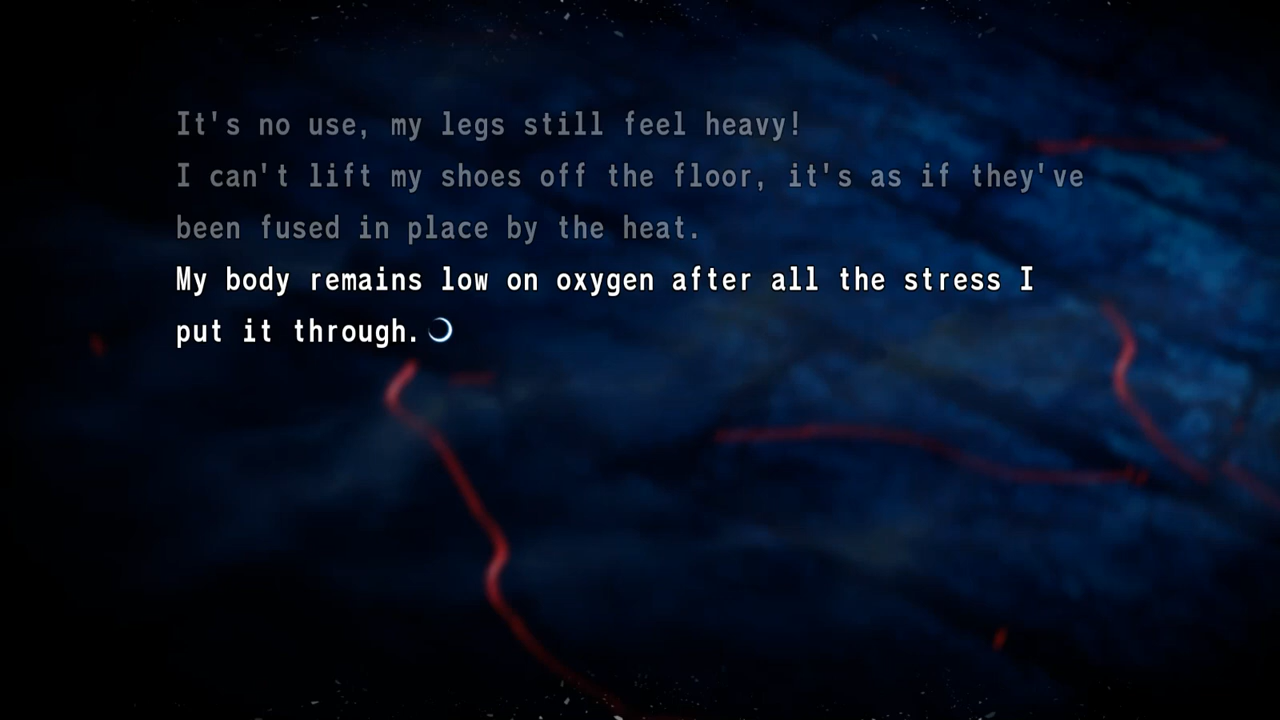 It's no use, my legs still feel heavy!
I can't lift my shoes off the floor, it's as if they've
been fused in place by the heat.
My body remains low on oxygen after all the stress I
put it through.